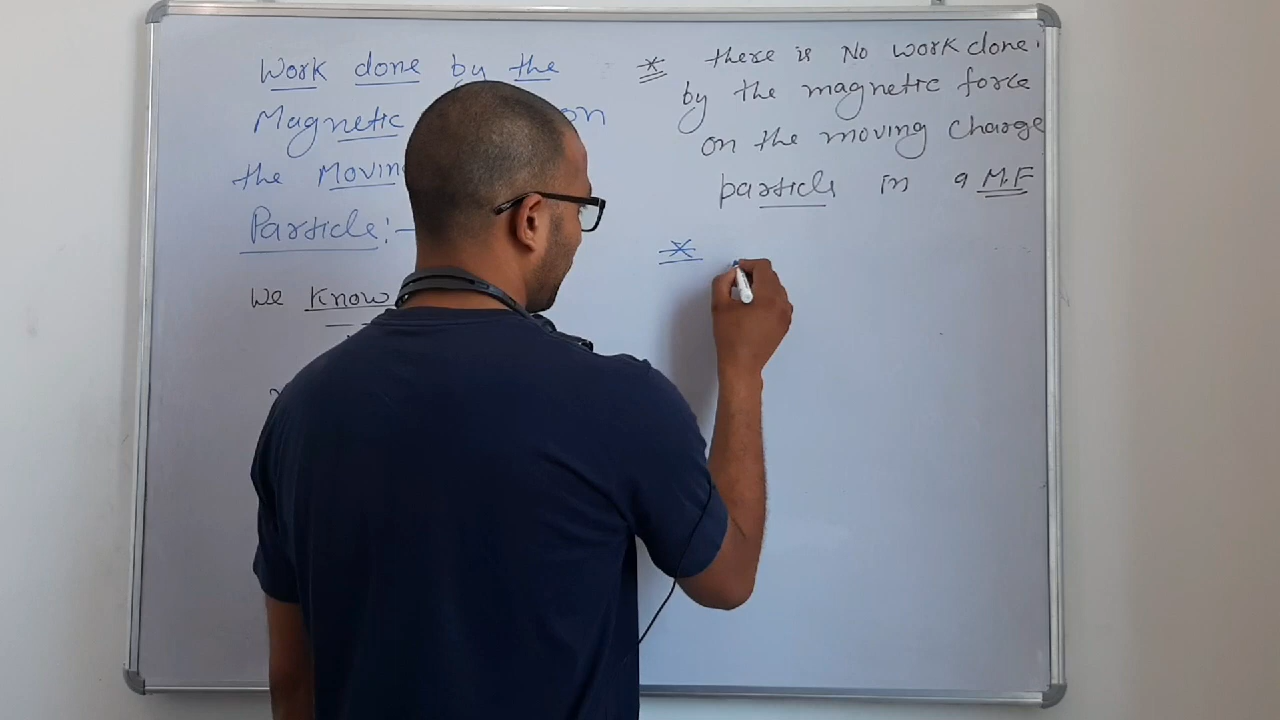 Work done by the
Magnetic on
the Movin
Particle:-
We Know
* there is No work done
by the magnetic force
on the moving charge
particle in a M.F
*